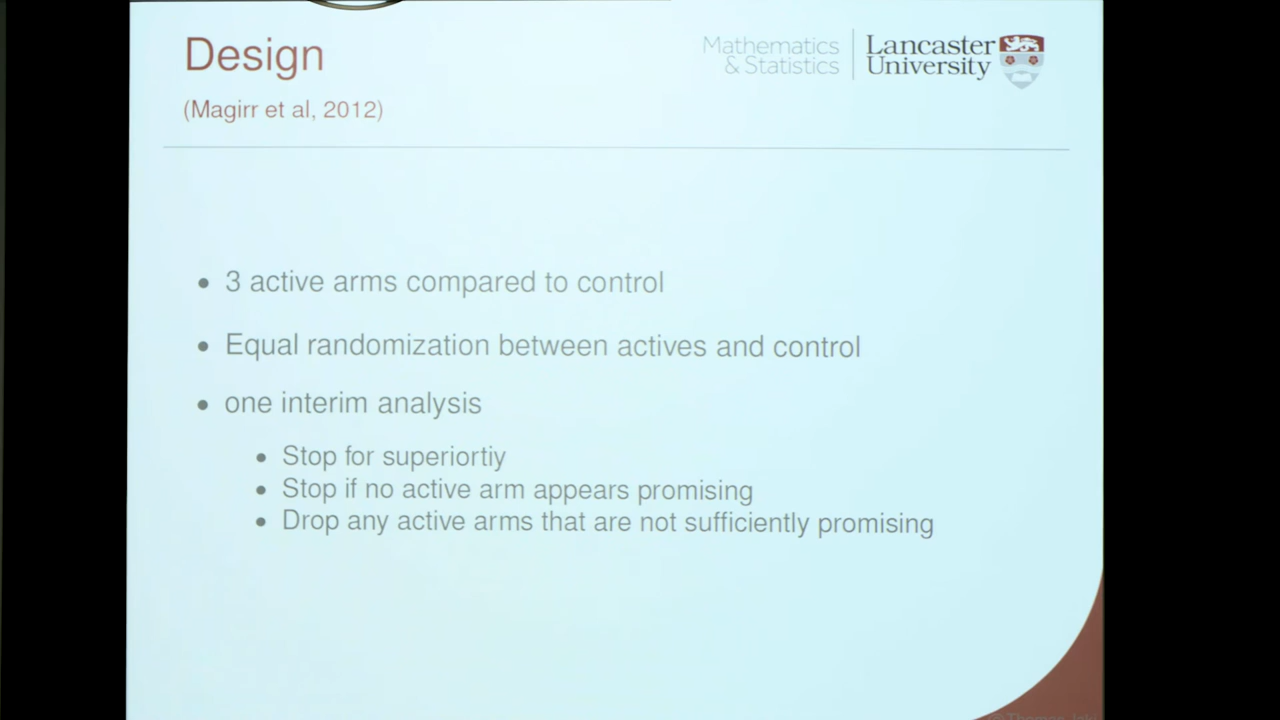 Design
(Magirr et al, 2012)
Mathematics
& Statistics
Lancaster
University
• 3 active arms compared to control
• Equal randomization between actives and control
• one interim analysis
• Stop for superiortiy
• Stop if no active arm appears promising
• Drop any active arms that are not sufficiently promising